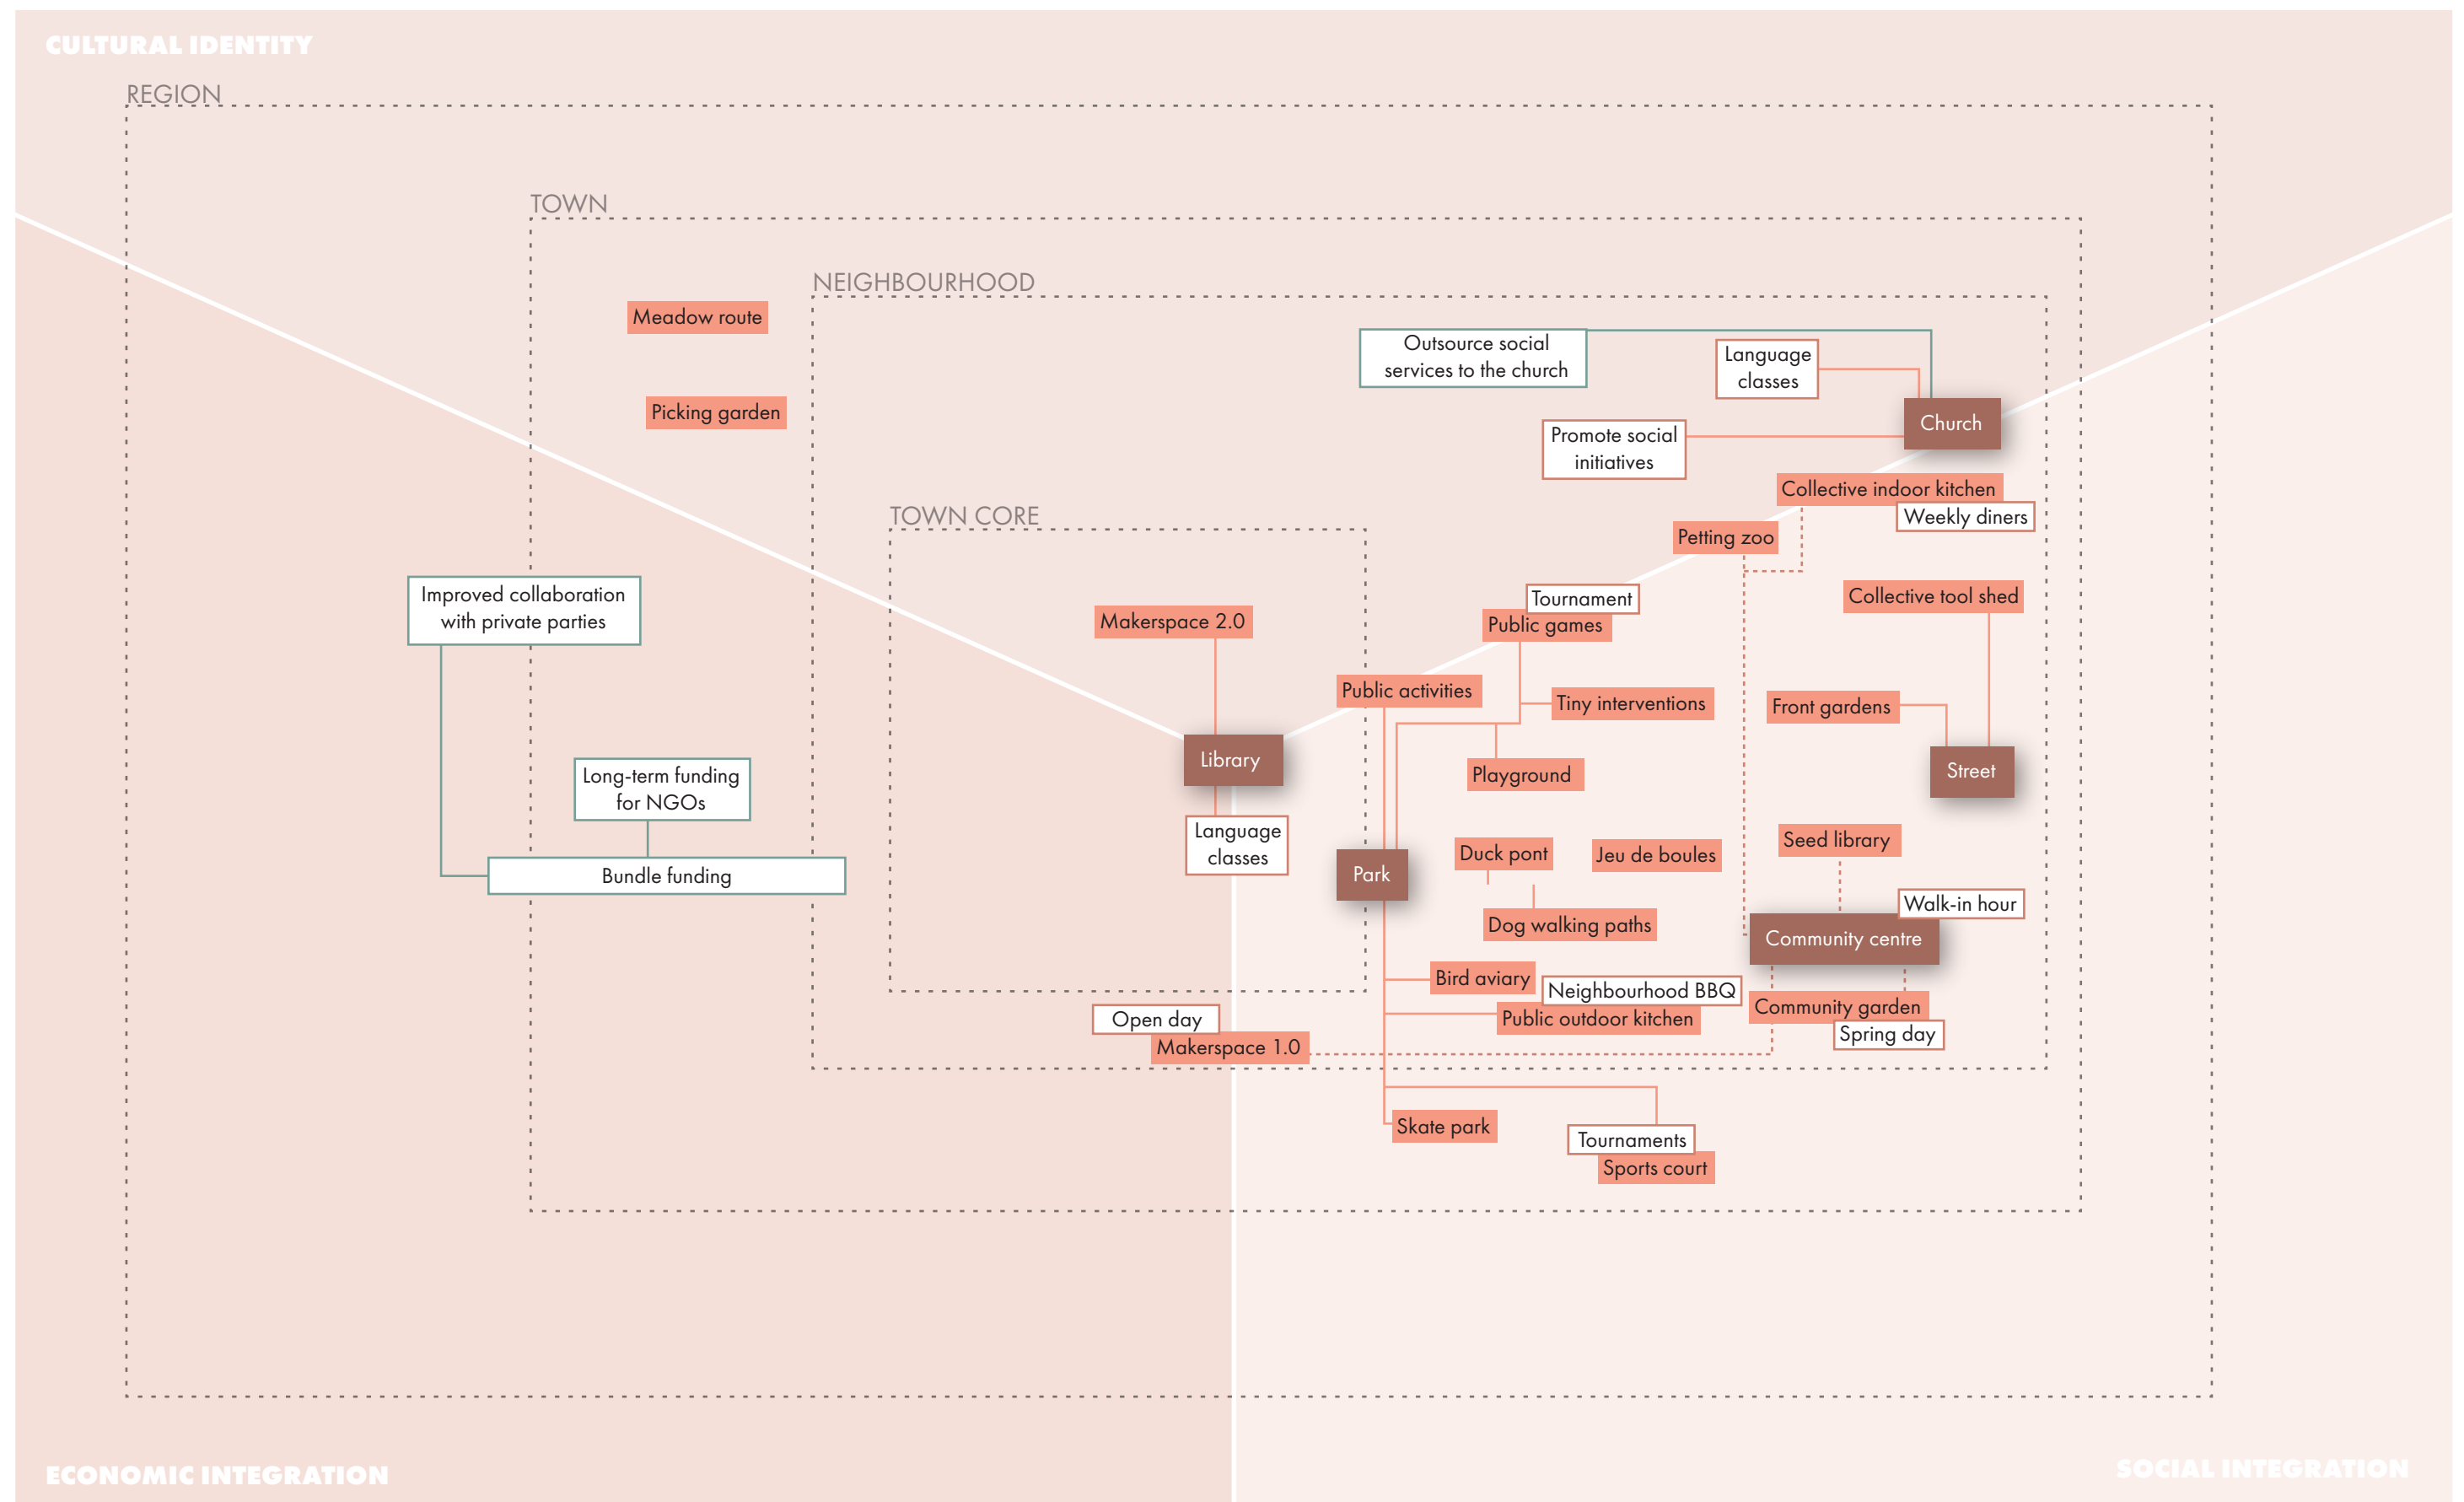 CULTURAL IDENTITY
REGION
TOWN
NEIGHBOURHOOD
Meadow route
Picking garden
Outsource social
services to the church
Language
classes
Church
Promote social
initiatives
Collective indoor kitchen
Weekly diners
TOWN CORE
Petting zoo
Improved collaboration
with private parties
Makerspace 2.0
Tournament
Public games
Collective tool shed
Public activities
Tiny interventions
Front gardens
Library
Playground
Street
Long-term funding
for NGOs
Language
classes
Bundle funding
Park
Duck pont
Jeu de boules
Seed library
Walk-in hour
Dog walking paths
Community centre
Bird aviary
Neighbourhood BBQ
Public outdoor kitchen
Community garden
Spring day
Open day
Makerspace 1.0
Skate park
Tournaments
Sports court
ECONOMIC INTEGRATION
SOCIAL INTEGRATION